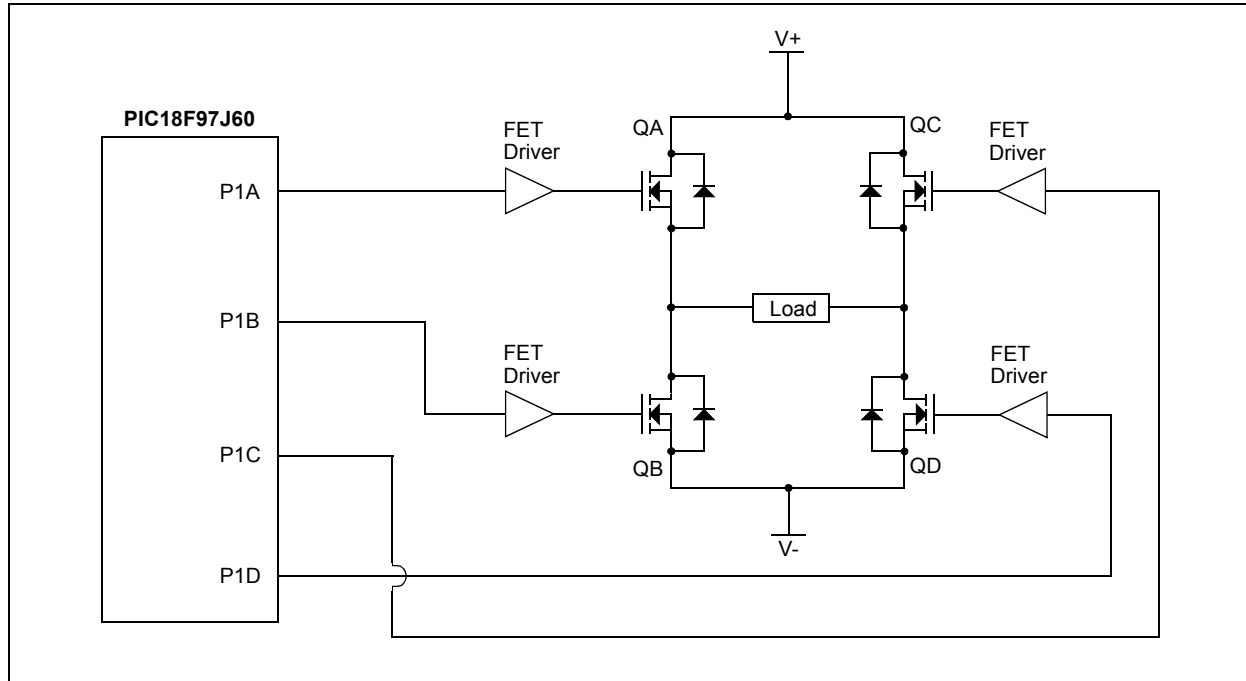 V+
PIC18F97J60
FET
Driver
QA
QC
FET
Driver
P1A
Load
P1B
FET
Driver
FET
Driver
P1C
QB
QD
V-
P1D